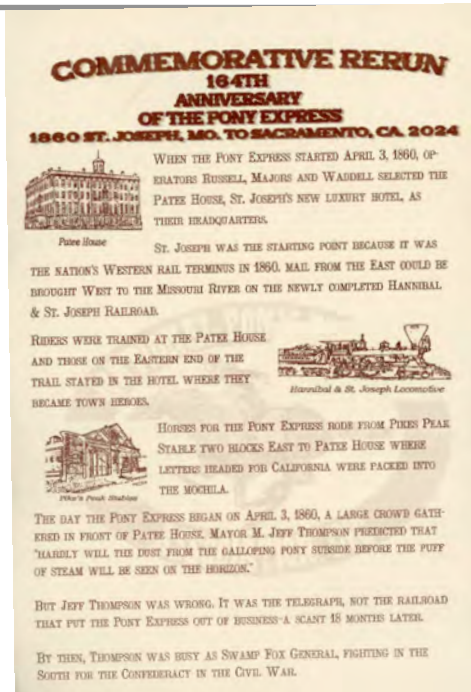 COMMEMORATIVE RERUN
164TH
ANNIVERSARY
OF THE PONY EXPRESS
1860 ST. JOSEPH, MO. TO SACRAMENTO, CA. 2024
WHEN THE PONY EXPRESS STARTED APRIL 3, 1860, OP-
ERATORS RUSSELL, MAJORS AND WADDELL SELECTED THE
PATEE HOUSE, ST. JOSEPH'S NEW LUXURY HOTEL, AS
THEIR HEADQUARTERS.
Patee House
ST. JOSEPH WAS THE STARTING POINT BECAUSE IT WAS
THE NATION'S WESTERN RAIL TERMINUS IN 1860. MAIL FROM THE EAST COULD BE
BROUGHT WEST TO THE MISSOURI RIVER ON THE NEWLY COMPLETED HANNIBAL
& ST. JOSEPH RAILROAD.
RIDERS WERE TRAINED AT THE PATEE HOUSE
AND THOSE ON THE EASTERN END OF THE
TRAIL STAYED IN THE HOTEL WHERE THEY
BECAME TOWN HEROES.
Hannibal & St. Joseph Locomotive
HORSES FOR THE PONY EXPRESS RODE FROM PIKES PEAK
STABLE TWO BLOCKS EAST TO PATEE HOUSE WHERE
LETTERS HEADED FOR CALIFORNIA WERE PACKED INTO
THE MOCHILA.
Pike's Peak Stables
THE DAY THE PONY EXPRESS BEGAN ON APRIL 3, 1860, A LARGE CROWD GATH-
ERED IN FRONT OF PATEE HOUSE. MAYOR M. JEFF THOMPSON PREDICTED THAT
"HARDLY WILL THE DUST FROM THE GALLOPING PONY SUBSIDE BEFORE THE PUFF
OF STEAM WILL BE SEEN ON THE HORIZON."
BUT JEFF THOMPSON WAS WRONG. IT WAS THE TELEGRAPH, NOT THE RAILROAD
THAT PUT THE PONY EXPRESS OUT OF BUSINESS-A SCANT 18 MONTHS LATER.
BY THEN, THOMPSON WAS BUSY AS SWAMP FOX GENERAL, FIGHTING IN THE
SOUTH FOR THE CONFEDERACY IN THE CIVIL WAR.